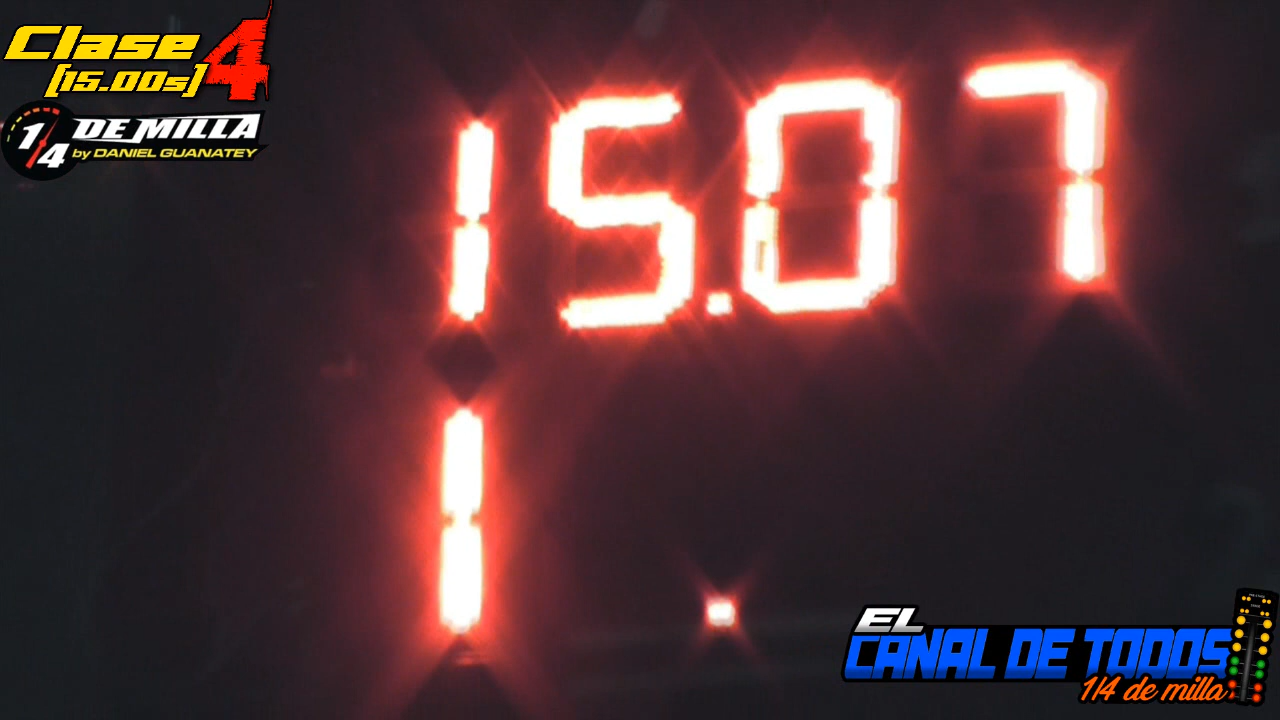 Clase 4
[15.00s]
1/4 DE MILLA
by DANIEL GUANATEY
15.07
1 .
EL
CANAL DE TODOS
1/4 de milla